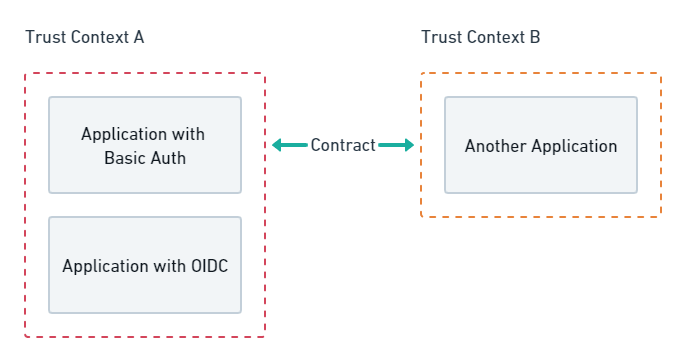 Trust Context A
Trust Context B
Application with
Basic Auth
Contract
Another Application
Application with OIDC